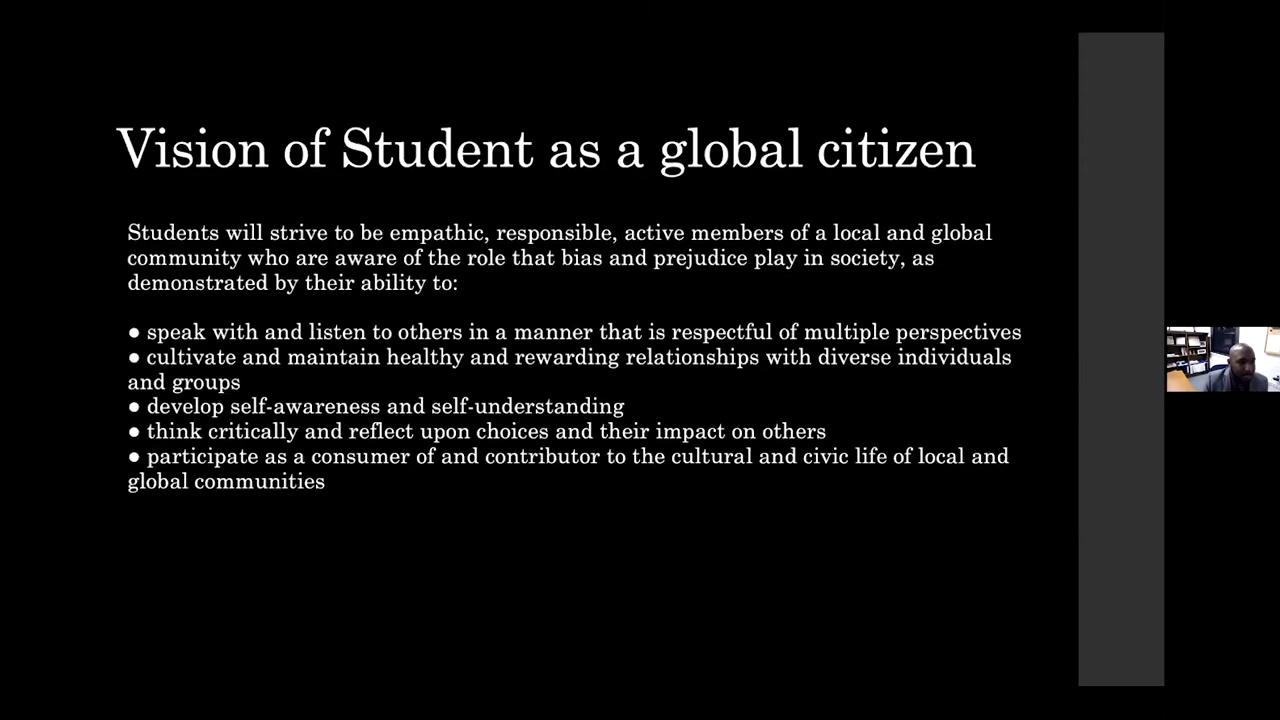 Vision of Student as a global citizen
Students will strive to be empathic, responsible, active members of a local and global
community who are aware of the role that bias and prejudice play in society, as
demonstrated by their ability to:
● speak with and listen to others in a manner that is respectful of multiple perspectives
● cultivate and maintain healthy and rewarding relationships with diverse individuals
and groups
● develop self-awareness and self-understanding
● think critically and reflect upon choices and their impact on others
● participate as a consumer of and contributor to the cultural and civic life of local and
global communities